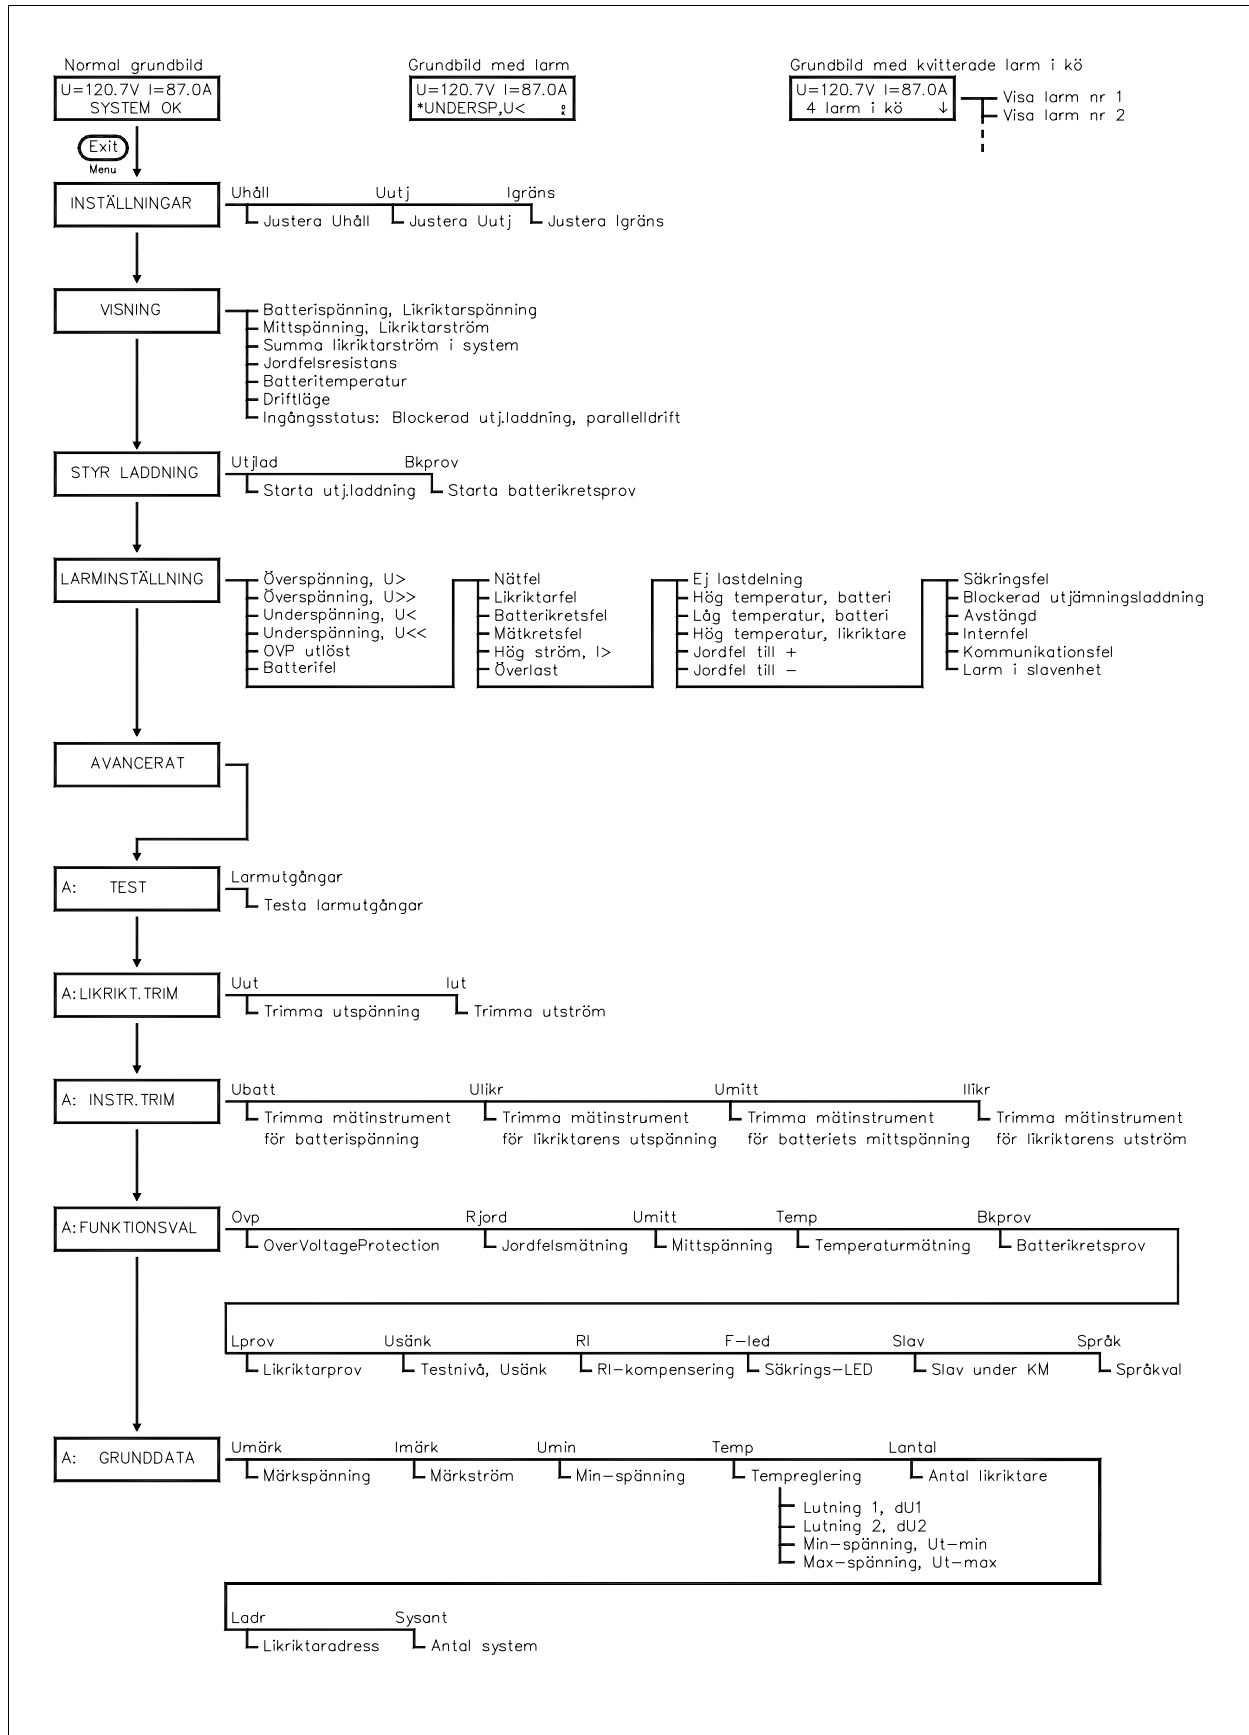 Normal grundbild
U=120.7V I=87.0A
SYSTEM OK
Grundbild med larm
U=120.7V I=87.0A
*UNDERSP,U<
Grundbild med kvitterade larm i kö
U=120.7V I=87.0A
4 larm i kö ↓
Visa larm nr 1
Visa larm nr 2
Exit
Menu
INSTÄLLNINGAR
Uhåll Uutj Igräns
Justera Uhåll Justera Uutj Justera Igräns
VISNING
Batterispänning, Likriktarspänning
Mittspänning, Likriktarström
Summa likriktarström i system
Jordfelsresistans
Batteritemperatur
Driftläge
Ingångsstatus: Blockerad utj.laddning, parallelldrift
STYR LADDNING
Utjlad Bkprov
Starta utj.laddning Starta batterikretsprov
LARMINSTÄLLNING
Överspänning, U>
Överspänning, U>>
Underspänning, U<
Underspänning, U<<
OVP utlöst
Batterifel
Nätfel
Likriktarfel
Batterikretsfel
Mätkretsfel
Hög ström, I>
Överlast
Ej lastdelning
Hög temperatur, batteri
Låg temperatur, batteri
Hög temperatur, likriktare
Jordfel till +
Jordfel till −
Säkringsfel
Blockerad utjämningsladdning
Avstängd
Internfel
Kommunikationsfel
Larm i slavenhet
AVANCERAT
A: TEST
Larmutgångar
Testa larmutgångar
A: LIKRIKT.TRIM
Uut Iut
Trimma utspänning Trimma utström
A: INSTR.TRIM
Ubatt Ulikr Umitt Ilikr
Trimma mätinstrument Trimma mätinstrument Trimma mätinstrument Trimma mätinstrument
för batterispänning för likriktarens utspänning för batteriets mittspänning för likriktarens utström
A: FUNKTIONSVAL
Ovp Rjord Umitt Temp Bkprov
OverVoltageProtection Jordfelsmätning Mittspänning Temperaturmätning Batterikretsprov
Lprov Usänk RI F−led Slav Språk
Likriktarprov Testnivå, Usänk RI−kompensering Säkrings−LED Slav under KM Språkval
A: GRUNDDATA
Umärk Imärk Umin Temp Lantal
Märkspänning Märkström Min−spänning Tempreglering Antal likriktare
Lutning 1, dU1
Lutning 2, dU2
Min−spänning, Ut−min
Max−spänning, Ut−max
Ladr Sysant
Likriktaradress Antal system